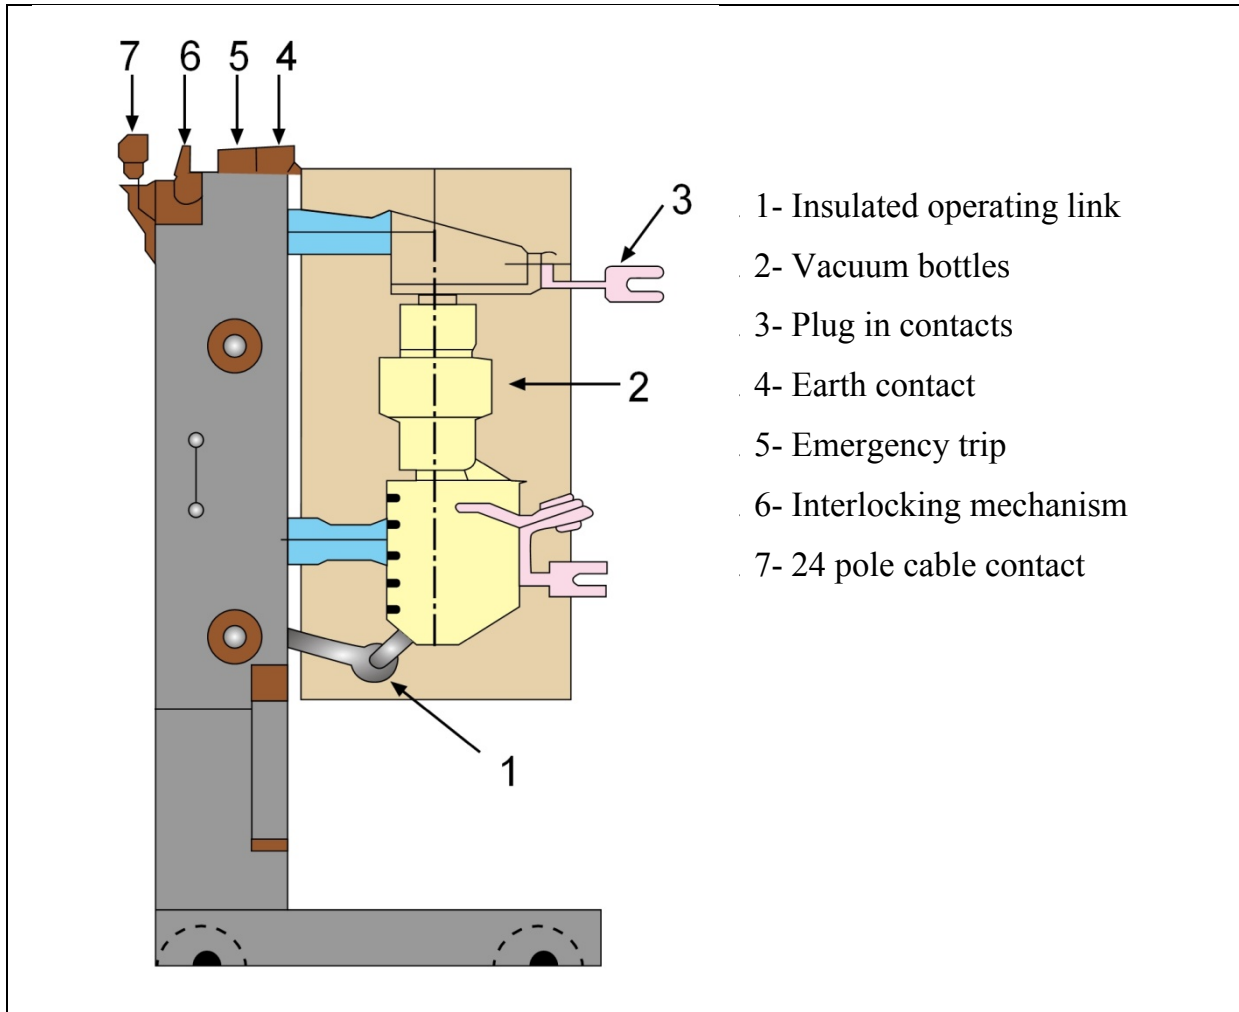 7 6 5 4
3
2
1
1- Insulated operating link
2- Vacuum bottles
3- Plug in contacts
4- Earth contact
5- Emergency trip
6- Interlocking mechanism
7- 24 pole cable contact